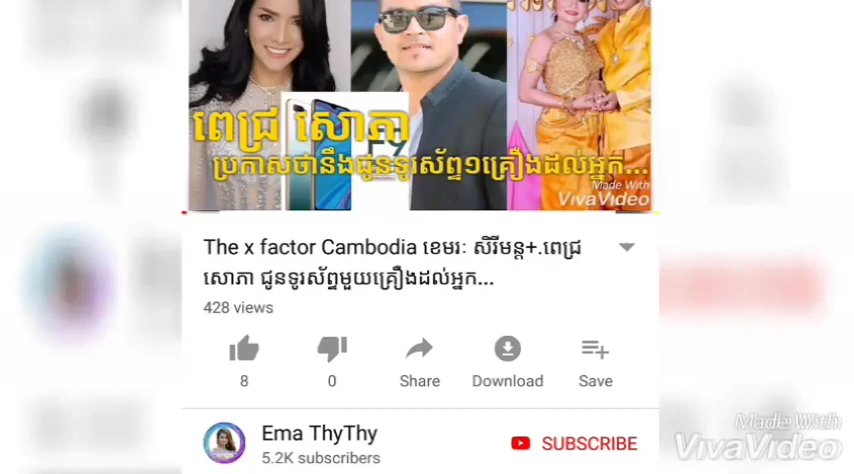 ពេជ្រ សោភា
ប្រកាសថានឹងជូនទូរស័ព្ទ១គ្រឿងដល់អ្នក...
Made With
VivaVideo
The x factor Cambodia ខេមរៈ សិរីមន្ត+.ពេជ្រ
សោភា ជូនទូរស័ព្ទមួយគ្រឿងដល់អ្នក...
428 views
8
0
Share
Download
Save
Ema ThyThy
5.2K subscribers
SUBSCRIBE
Made With
VivaVideo